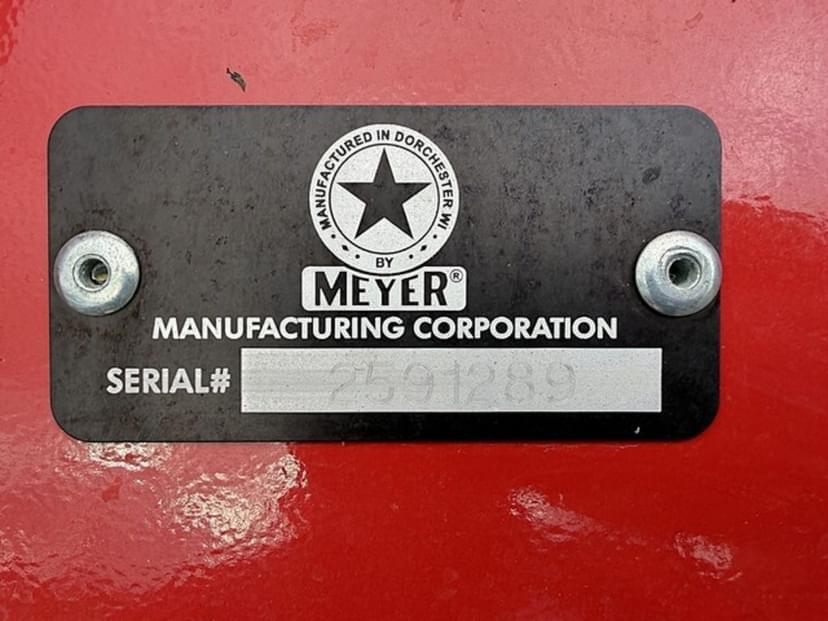 MANUFACTURED IN DORCHESTER WI
BY
MEYER®
MANUFACTURING CORPORATION
SERIAL# 2591289